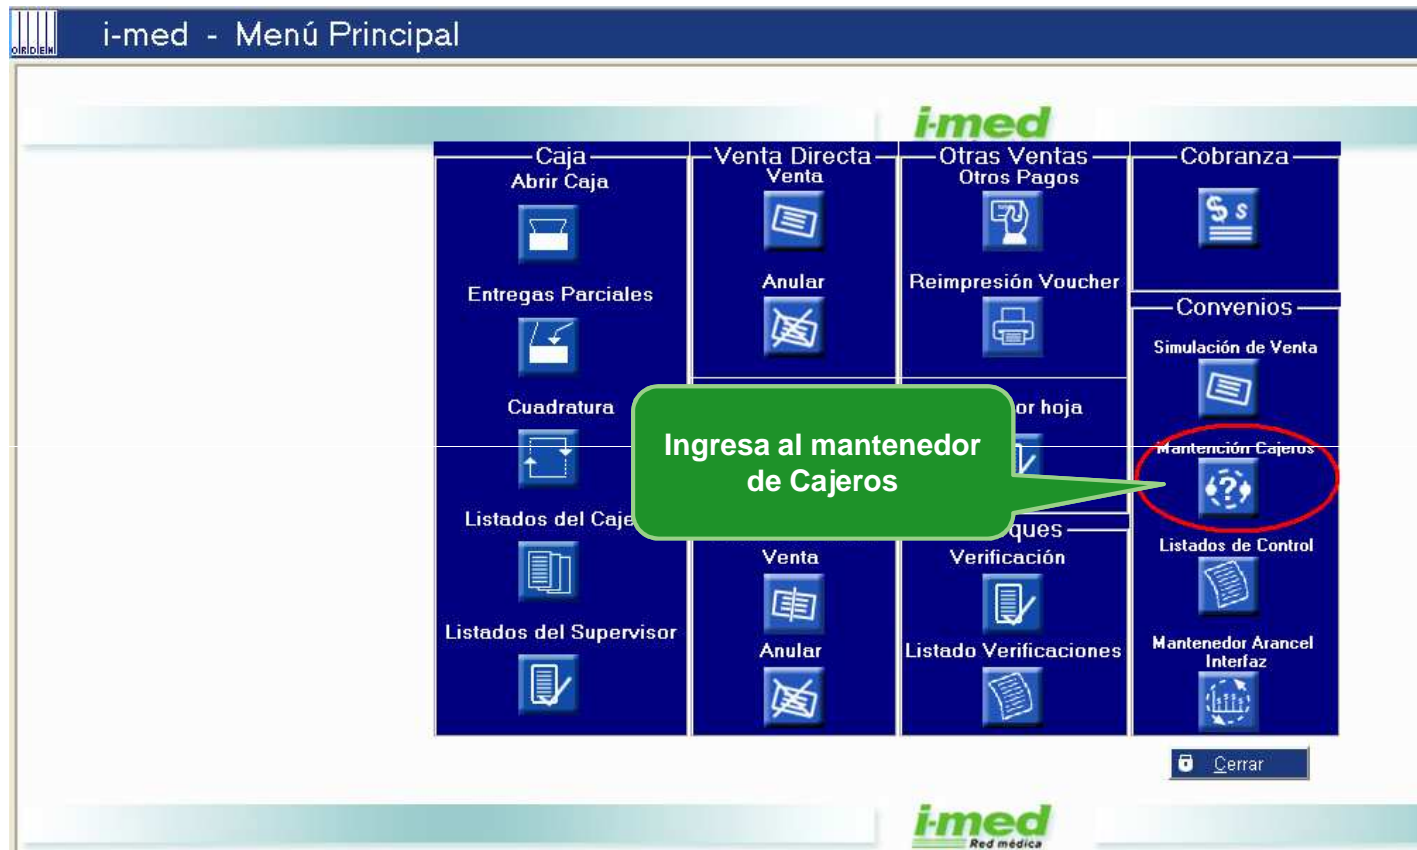 ORDEN
i-med - Menú Principal
i-med
Caja
Abrir Caja
Entregas Parciales
Cuadratura
Listados del Caje
Listados del Supervisor
Venta Directa
Venta
Anular
Venta
Anular
Otras Ventas
Otros Pagos
Reimpresión Voucher
or hoja
ques
Verificación
Listado Verificaciones
Cobranza
Convenios
Simulación de Venta
Mantención Cajeros
Listados de Control
Mantenedor Arancel
Interfaz
Ingresa al mantenedor
de Cajeros
Cerrar
i-med
Red médica